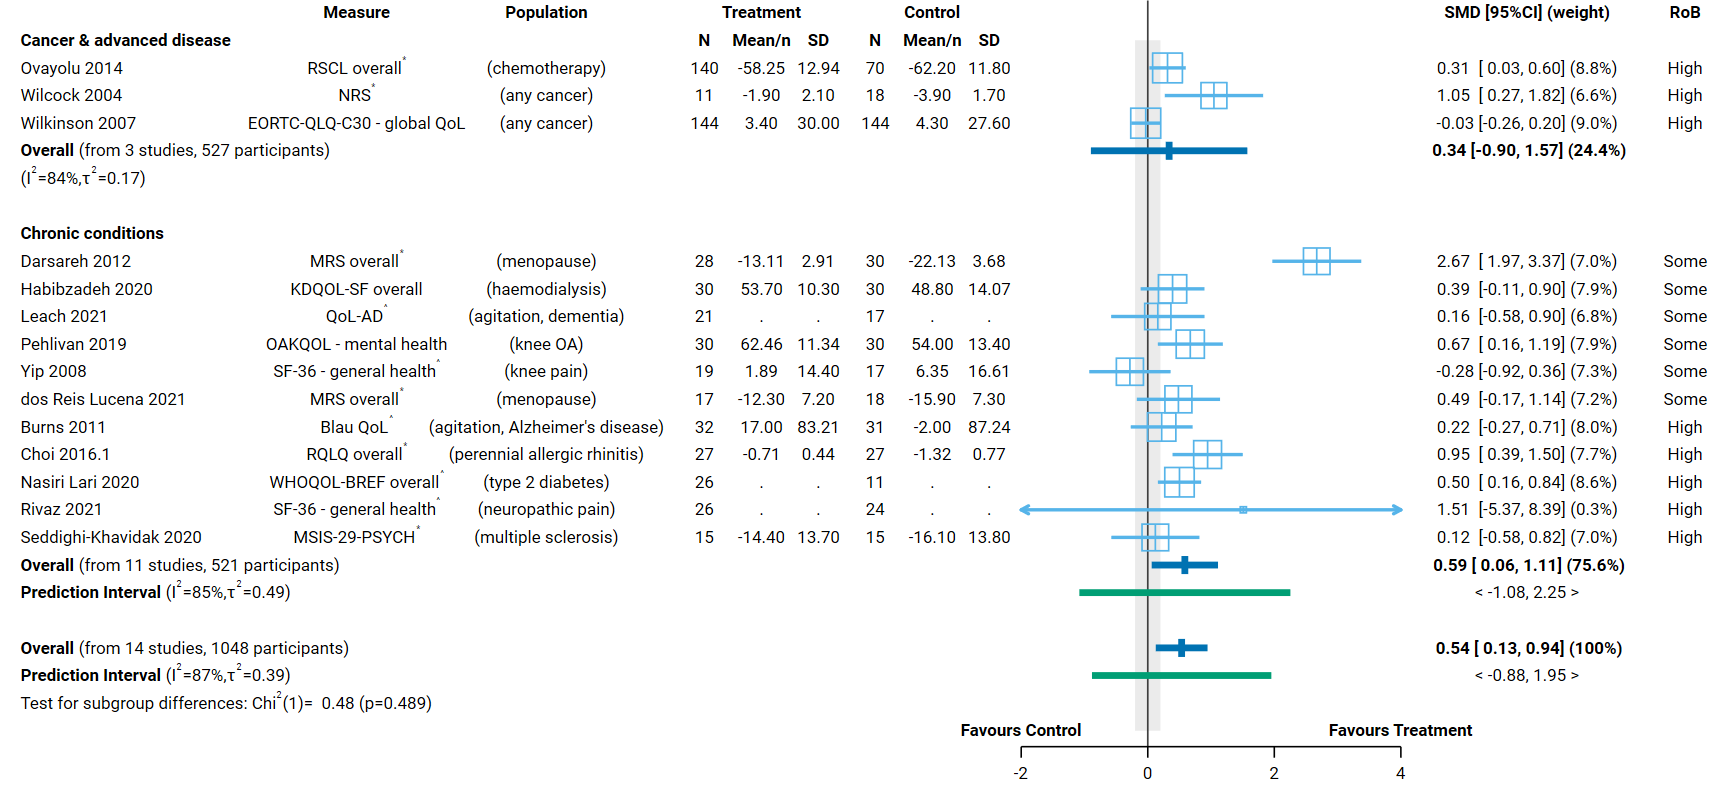 Measure Population Treatment Control SMD [95%CI] (weight) RoB
Cancer & advanced disease N Mean/n SD N Mean/n SD
Ovayolu 2014 RSCL overall* (chemotherapy) 140 -58.25 12.94 70 -62.20 11.80 0.31 [ 0.03, 0.60] (8.8%) High
Wilcock 2004 NRS* (any cancer) 11 -1.90 2.10 18 -3.90 1.70 1.05 [ 0.27, 1.82] (6.6%) High
Wilkinson 2007 EORTC-QLQ-C30 - global QoL (any cancer) 144 3.40 30.00 144 4.30 27.60 -0.03 [-0.26, 0.20] (9.0%) High
Overall (from 3 studies, 527 participants) 0.34 [-0.90, 1.57] (24.4%)
(I²=84%,τ²=0.17)
Chronic conditions
Darsareh 2012 MRS overall* (menopause) 28 -13.11 2.91 30 -22.13 3.68 2.67 [ 1.97, 3.37] (7.0%) Some
Habibzadeh 2020 KDQOL-SF overall (haemodialysis) 30 53.70 10.30 30 48.80 14.07 0.39 [-0.11, 0.90] (7.9%) Some
Leach 2021 QoL-AD^ (agitation, dementia) 21 . . 17 . . 0.16 [-0.58, 0.90] (6.8%) Some
Pehlivan 2019 OAKQOL - mental health (knee OA) 30 62.46 11.34 30 54.00 13.40 0.67 [ 0.16, 1.19] (7.9%) Some
Yip 2008 SF-36 - general health^ (knee pain) 19 1.89 14.40 17 6.35 16.61 -0.28 [-0.92, 0.36] (7.3%) Some
dos Reis Lucena 2021 MRS overall* (menopause) 17 -12.30 7.20 18 -15.90 7.30 0.49 [-0.17, 1.14] (7.2%) Some
Burns 2011 Blau QoL^ (agitation, Alzheimer's disease) 32 17.00 83.21 31 -2.00 87.24 0.22 [-0.27, 0.71] (8.0%) High
Choi 2016.1 RQLQ overall* (perennial allergic rhinitis) 27 -0.71 0.44 27 -1.32 0.77 0.95 [ 0.39, 1.50] (7.7%) High
Nasiri Lari 2020 WHOQOL-BREF overall^ (type 2 diabetes) 26 . . 11 . . 0.50 [ 0.16, 0.84] (8.6%) High
Rivaz 2021 SF-36 - general health^ (neuropathic pain) 26 . . 24 . . 1.51 [-5.37, 8.39] (0.3%) High
Seddighi-Khavidak 2020 MSIS-29-PSYCH* (multiple sclerosis) 15 -14.40 13.70 15 -16.10 13.80 0.12 [-0.58, 0.82] (7.0%) High
Overall (from 11 studies, 521 participants) 0.59 [ 0.06, 1.11] (75.6%)
Prediction Interval (I²=85%,τ²=0.49) < -1.08, 2.25 >
Overall (from 14 studies, 1048 participants) 0.54 [ 0.13, 0.94] (100%)
Prediction Interval (I²=87%,τ²=0.39) < -0.88, 1.95 >
Test for subgroup differences: Chi²(1)= 0.48 (p=0.489)
Favours Control Favours Treatment
-2 0 2 4